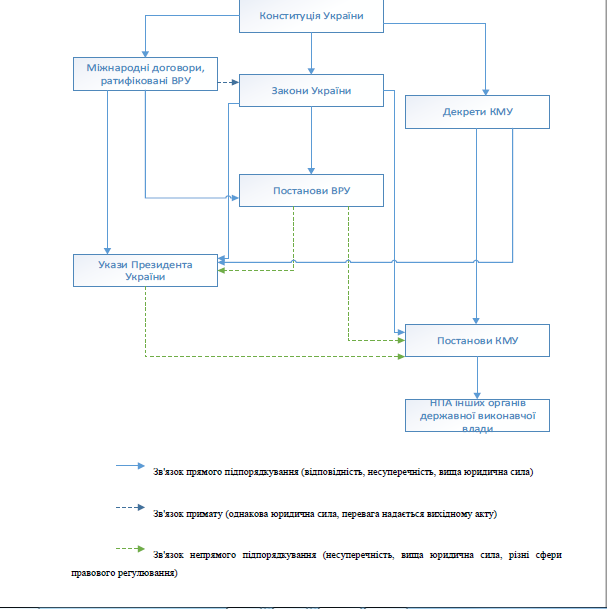 Конституція України
Міжнародні договори,
ратифіковані ВРУ
Закони України
Декрети КМУ
Постанови ВРУ
Укази Президента
України
Постанови КМУ
НПА інших органів
державної виконавчої
влади
Зв'язок прямого підпорядкування (відповідність, несуперечність, вища юридична сила)
Зв'язок примату (однакова юридична сила, перевага надається вихідному акту)
Зв'язок непрямого підпорядкування (несуперечність, вища юридична сила, різні сфери
правового регулювання)